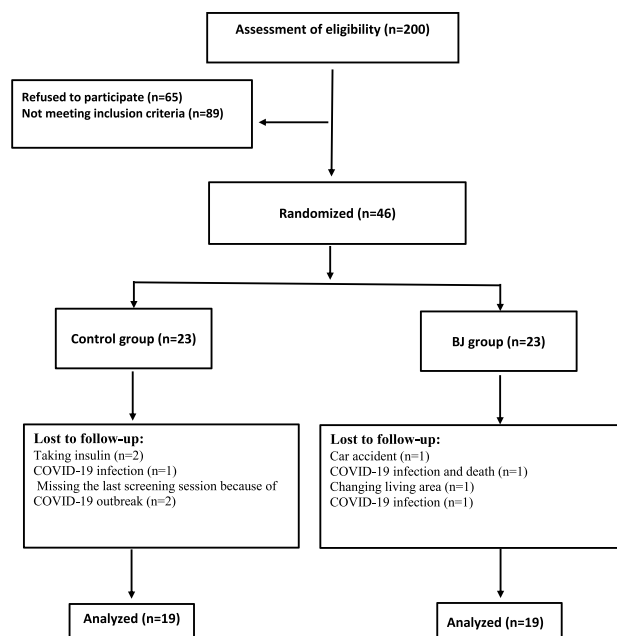 Assessment of eligibility (n=200)
Refused to participate (n=65)
Not meeting inclusion criteria (n=89)
Randomized (n=46)
Control group (n=23)
BJ group (n=23)
Lost to follow-up:
Taking insulin (n=2)
COVID-19 infection (n=1)
Missing the last screening session because of
COVID-19 outbreak (n=2)
Lost to follow-up:
Car accident (n=1)
COVID-19 infection and death (n=1)
Changing living area (n=1)
COVID-19 infection (n=1)
Analyzed (n=19)
Analyzed (n=19)